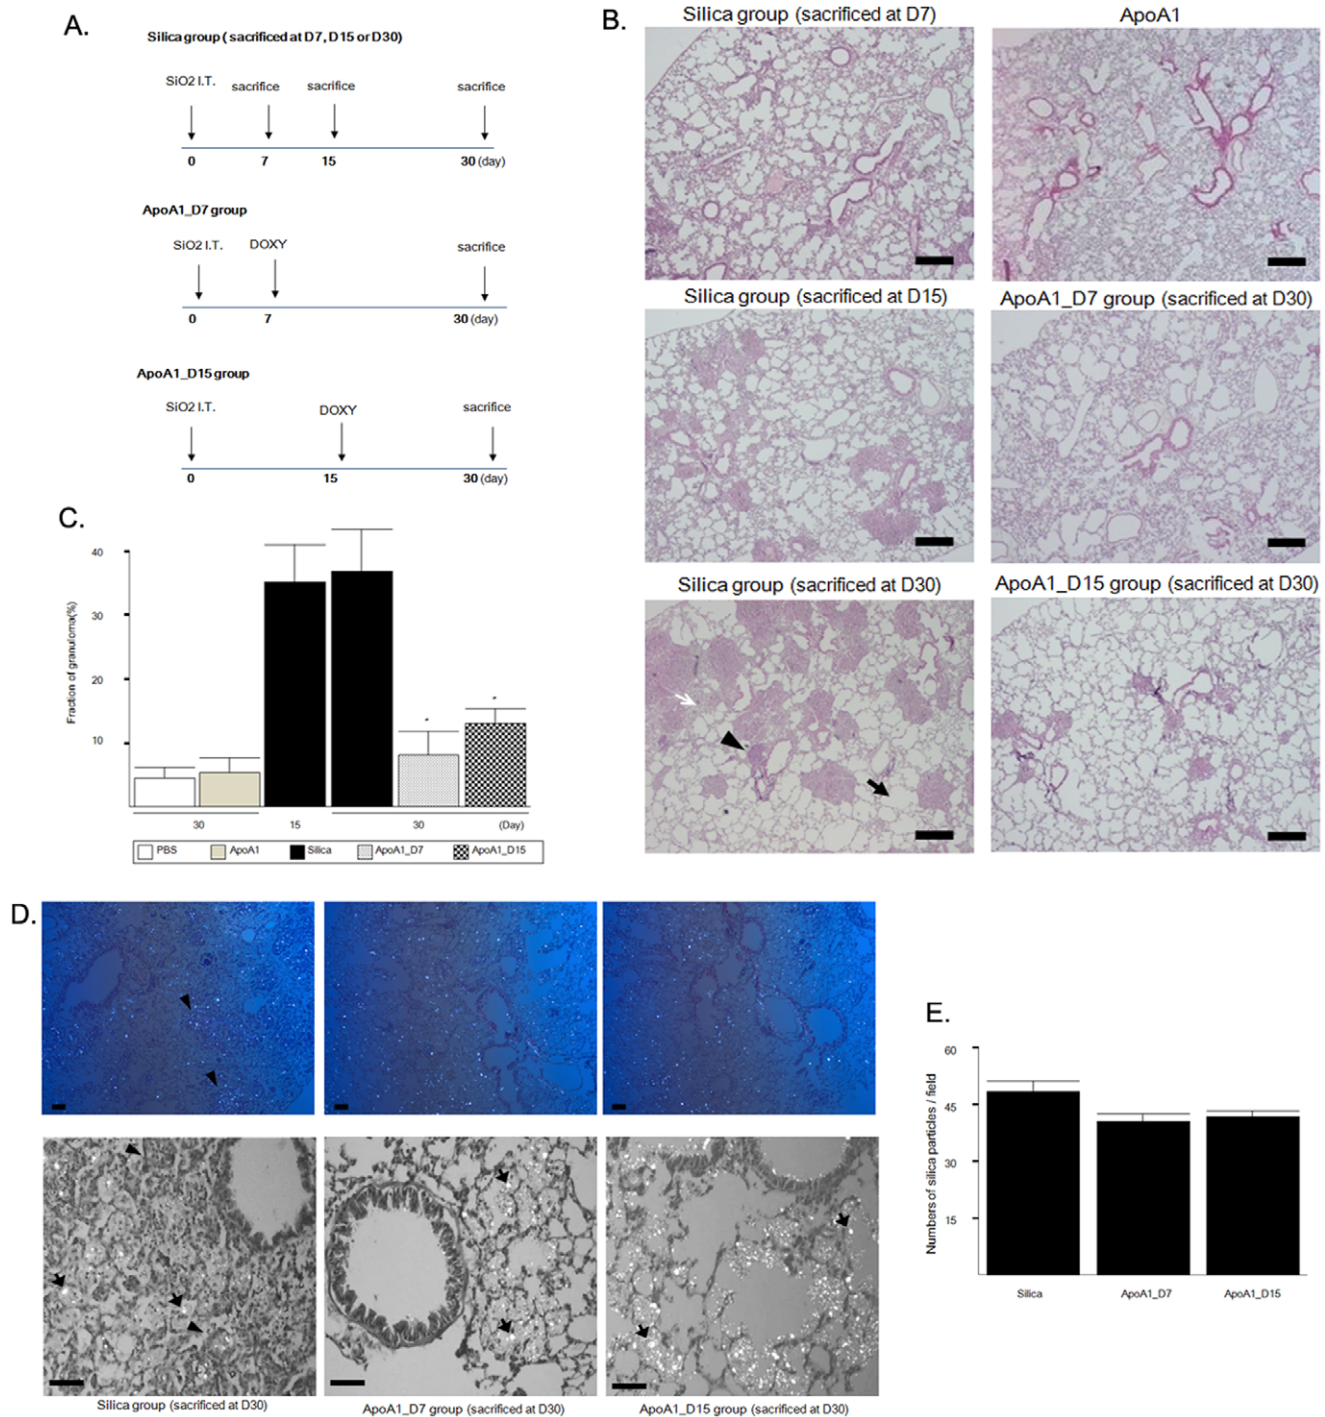 A.
Silica group ( sacrificed at D7, D15 or D30)
SiO2 I.T. sacrifice sacrifice sacrifice
0 7 15 30 (day)
ApoA1_D7 group
SiO2 I.T. DOXY sacrifice
0 7 30 (day)
ApoA1_D15 group
SiO2 I.T. DOXY sacrifice
0 15 30 (day)
B.
Silica group (sacrificed at D7) ApoA1
Silica group (sacrificed at D15) ApoA1_D7 group (sacrificed at D30)
Silica group (sacrificed at D30) ApoA1_D15 group (sacrificed at D30)
C.
Fraction of granuloma(%)
40
30
20
10
* *
30 15 30 (Day)
PBS ApoA1 Silica ApoA1_D7 ApoA1_D15
D.
Silica group (sacrificed at D30) ApoA1_D7 group (sacrificed at D30) ApoA1_D15 group (sacrificed at D30)
E.
Numbers of silica particles / field
60
45
30
15
Silica ApoA1_D7 ApoA1_D15